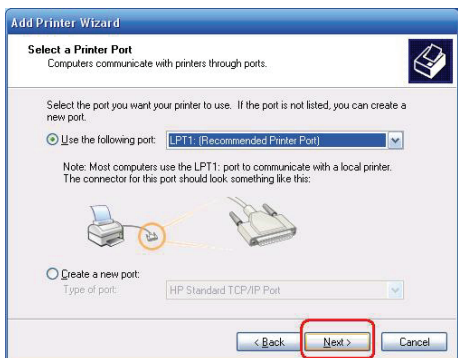 Add Printer Wizard
Select a Printer Port
Computers communicate with printers through ports.
Select the port you want your printer to use. If the port is not listed, you can create a
new port.
Use the following port: LPT1: (Recommended Printer Port)
Note: Most computers use the LPT1: port to communicate with a local printer.
The connector for this port should look something like this:
Create a new port:
Type of port: HP Standard TCP/IP Port
< Back Next > Cancel